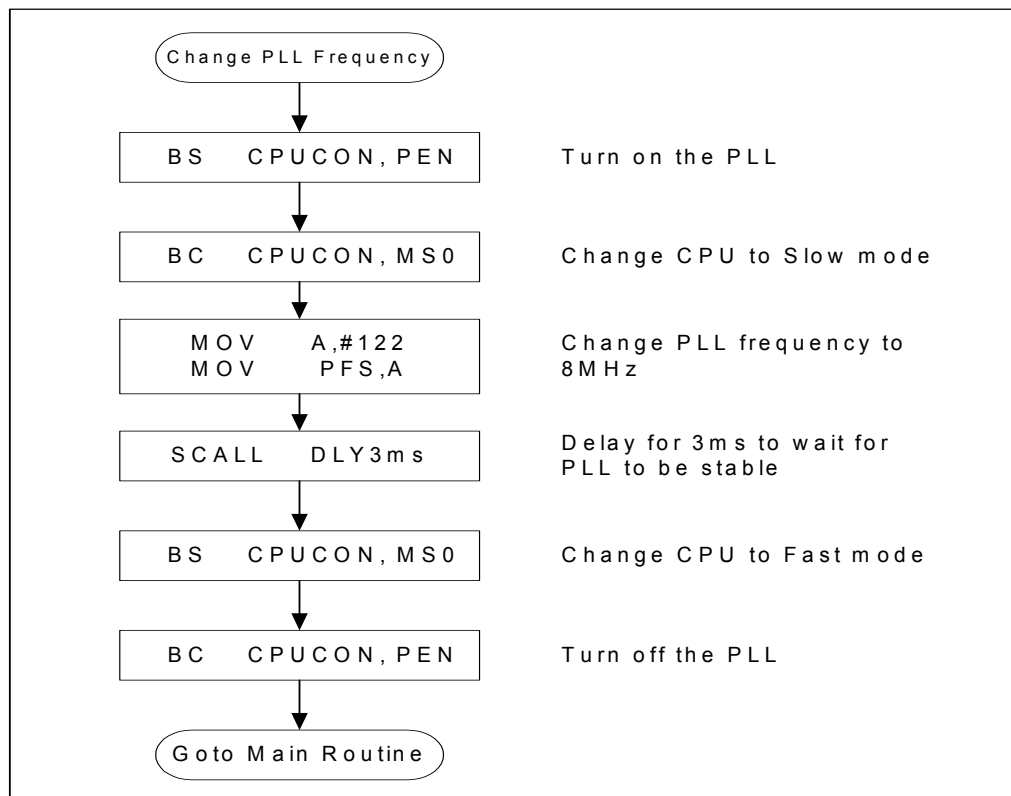 Change PLL Frequency
BS CPUCON, PEN
Turn on the PLL
BC CPUCON, MS0
Change CPU to Slow mode
MOV A,#122
MOV PFS,A
Change PLL frequency to
8MHz
SCALL DLY3ms
Delay for 3ms to wait for
PLL to be stable
BS CPUCON, MS0
Change CPU to Fast mode
BC CPUCON, PEN
Turn off the PLL
Goto Main Routine